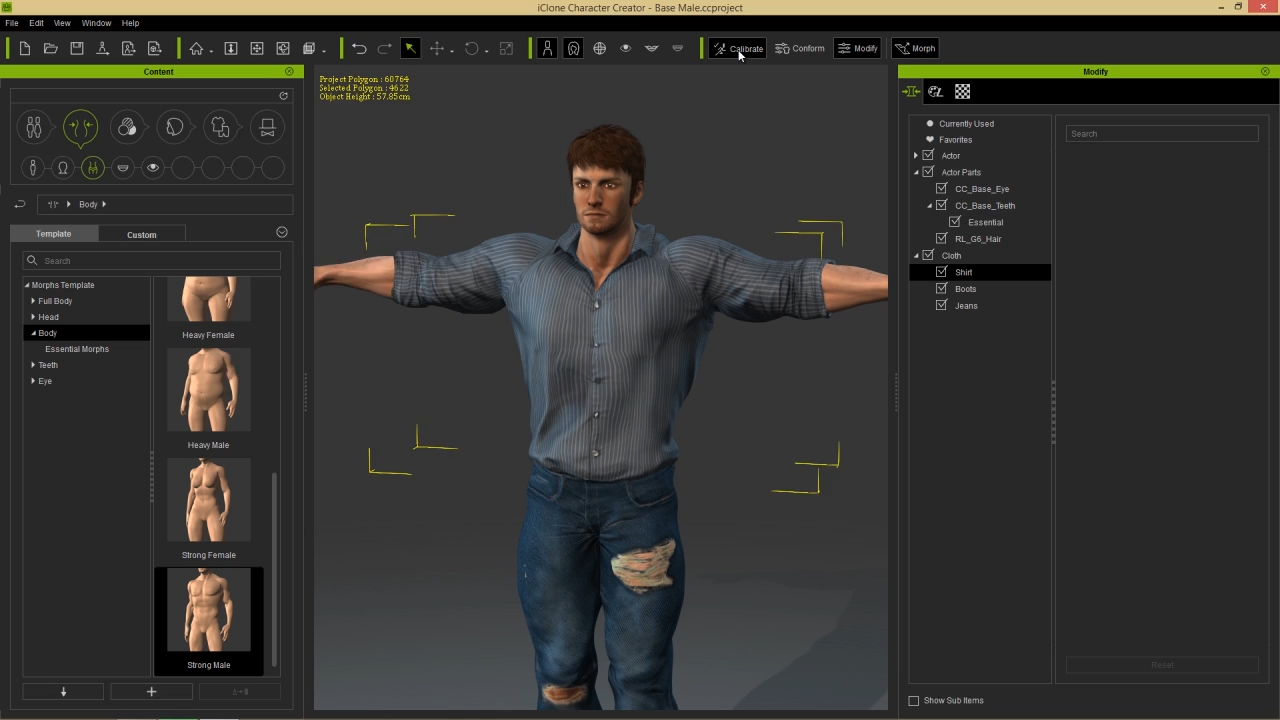 iClone Character Creator - Base Male.ccproject
File Edit View Window Help
Calibrate Conform Modify Morph
Content
Body
Template Custom
Search
Morphs Template
Full Body
Head
Body
Essential Morphs
Teeth
Eye
Heavy Female
Heavy Male
Strong Female
Strong Male
Project Polygon : 60764
Selected Polygon : 4622
Object Height : 57.85cm
Modify
Currently Used
Favorites
Actor
Actor Parts
CC_Base_Eye
CC_Base_Teeth
Essential
RL_G6_Hair
Cloth
Shirt
Boots
Jeans
Show Sub Items
Search
Reset